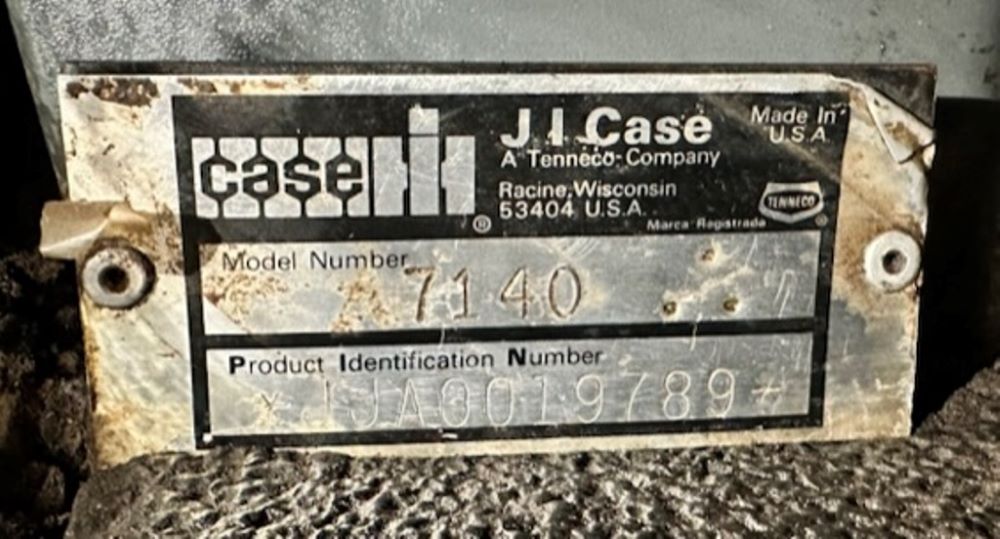 case IH
®
J I Case
A Tenneco Company
Racine, Wisconsin
53404 U.S.A.
Made In
U.S.A.
TENNECO
®
Marca Registrada
Model Number
7140
Product Identification Number
*JJA0019789*